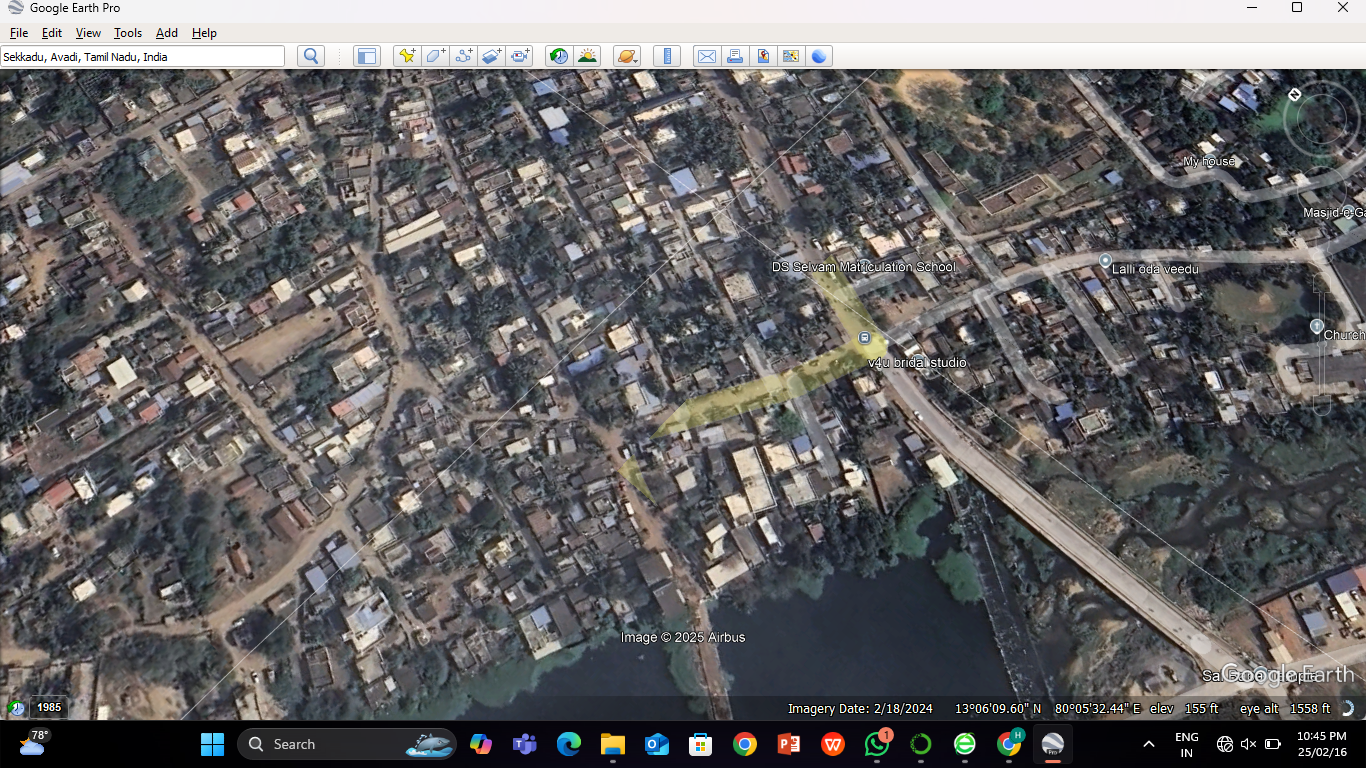 Google Earth Pro
File Edit View Tools Add Help
Sekkadu, Avadi, Tamil Nadu, India
My house
Masjid-e-Ga
DS Selvam Matriculation School
Lalli oda veedu
Church
v4u bridal studio
Image © 2025 Airbus
Google Earth
1985
Imagery Date: 2/18/2024 13°06'09.60" N 80°05'32.44" E elev 155 ft eye alt 1558 ft
78°
Search
1
H
Pro
ENG
IN
10:45 PM
25/02/16